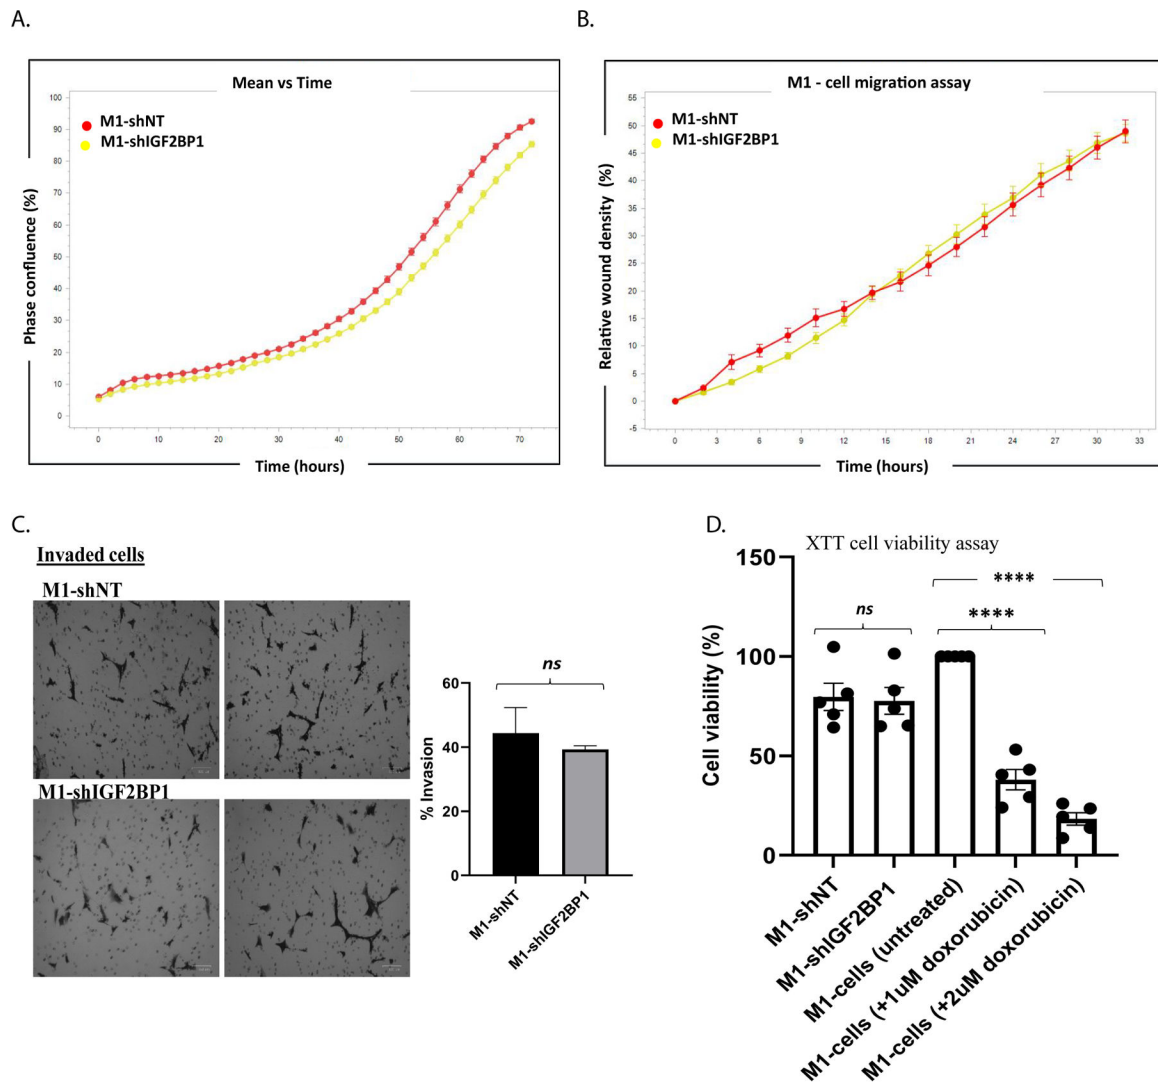 A.
Mean vs Time
M1-shNT
M1-shIGF2BP1
Phase confluence (%)
100
90
80
70
60
50
40
30
20
10
0
0 10 20 30 40 50 60 70
Time (hours)
B.
M1 - cell migration assay
M1-shNT
M1-shIGF2BP1
Relative wound density (%)
55
50
45
40
35
30
25
20
15
10
5
0
-5
0 3 6 9 12 15 18 21 24 27 30 33
Time (hours)
C.
Invaded cells
M1-shNT
M1-shIGF2BP1
ns
% Invasion
60
40
20
0
M1-shNT
M1-shIGF2BP1
D.
XTT cell viability assay
Cell viability (%)
150
100
50
0
ns
****
****
M1-shNT
M1-shIGF2BP1
M1-cells (untreated)
M1-cells (+1uM doxorubicin)
M1-cells (+2uM doxorubicin)